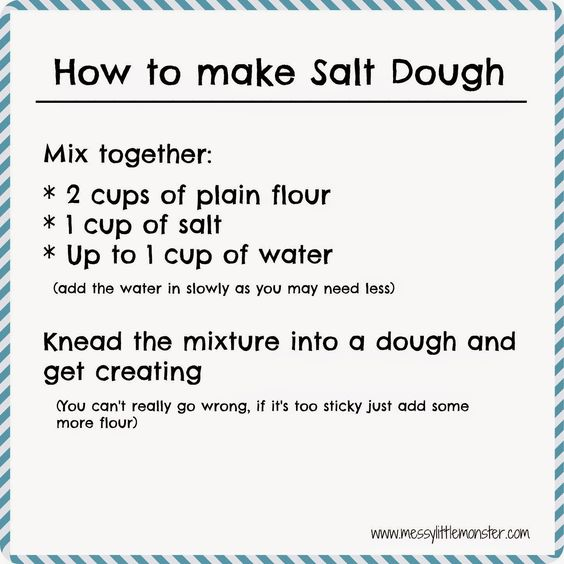 How to make Salt Dough
Mix together:
* 2 cups of plain flour
* 1 cup of salt
* Up to 1 cup of water
(add the water in slowly as you may need less)
Knead the mixture into a dough and
get creating
(You can't really go wrong, if it's too sticky just add some
more flour)
www.messylittlemonster.com